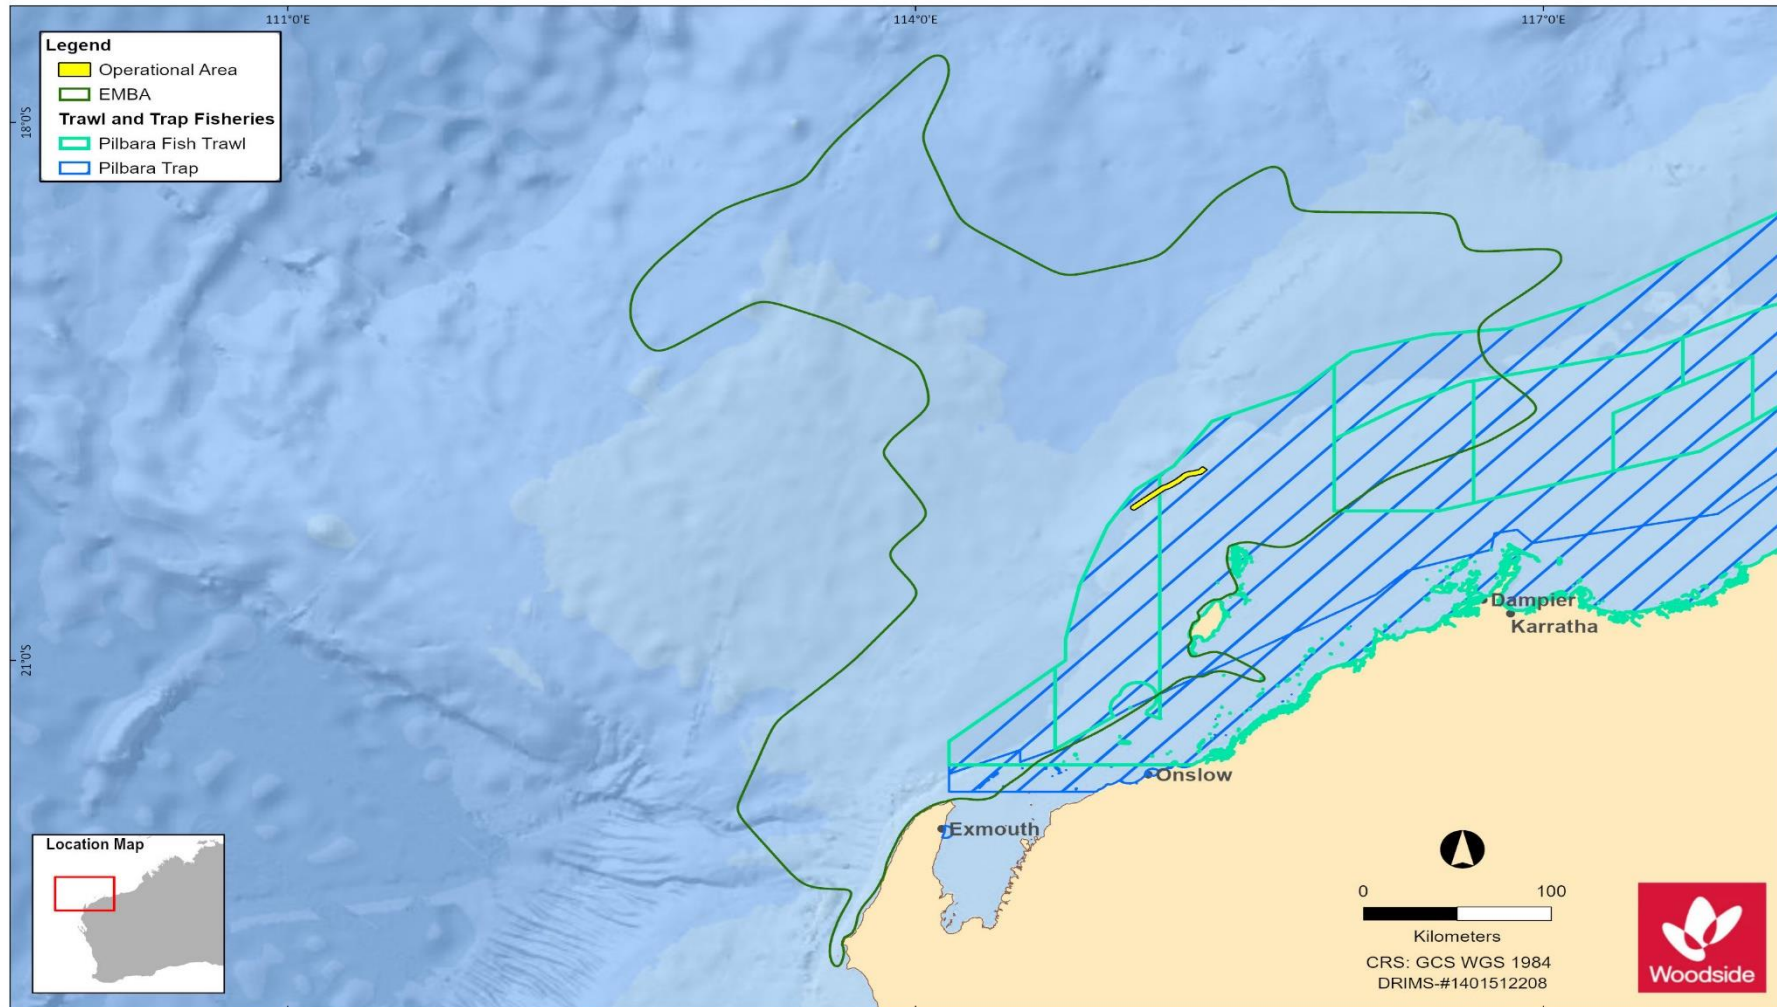 111°0'E
114°0'E
117°0'E
Legend
Operational Area
EMBA
Trawl and Trap Fisheries
Pilbara Fish Trawl
Pilbara Trap
18°0'S
21°0'S
Dampier
Karratha
Onslow
Exmouth
Location Map
0 100
Kilometers
CRS: GCS WGS 1984
DRIMS-#1401512208
Woodside